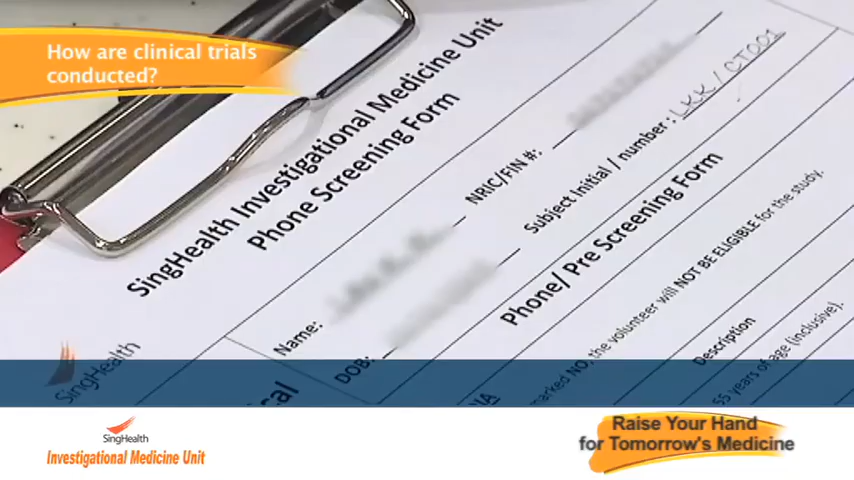 How are clinical trials
conducted?
SingHealth Investigational Medicine Unit
Phone Screening Form
NRIC/FIN #:
Subject Initial / number: LKK / CT001
Name:
DOB:
Phone/ Pre Screening Form
marked NO, the volunteer will NOT BE ELIGIBLE for the study.
Description
55 years of age (inclusive).
SingHealth
SingHealth
Investigational Medicine Unit
Raise Your Hand
for Tomorrow's Medicine